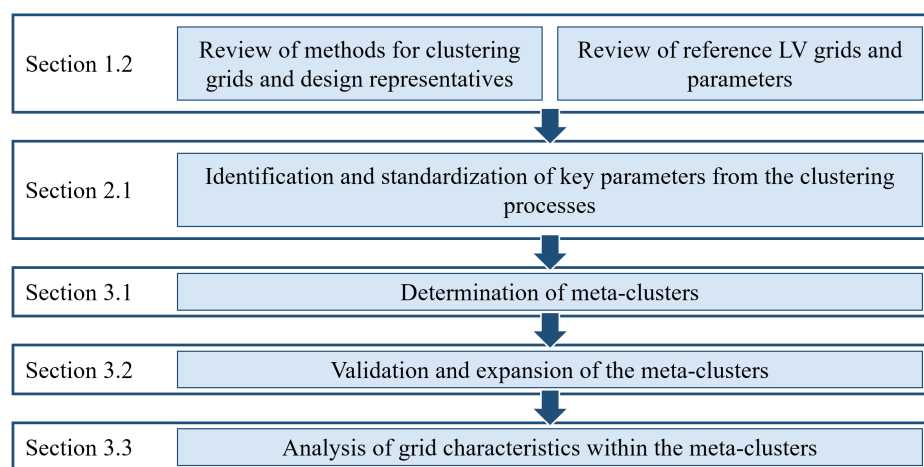 Section 1.2
Review of methods for clustering
grids and design representatives
Review of reference LV grids and
parameters
Section 2.1
Identification and standardization of key parameters from the clustering
processes
Section 3.1
Determination of meta-clusters
Section 3.2
Validation and expansion of the meta-clusters
Section 3.3
Analysis of grid characteristics within the meta-clusters